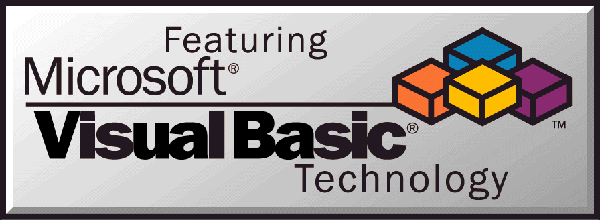 Featuring
Microsoft®
Visual Basic®
™
Technology